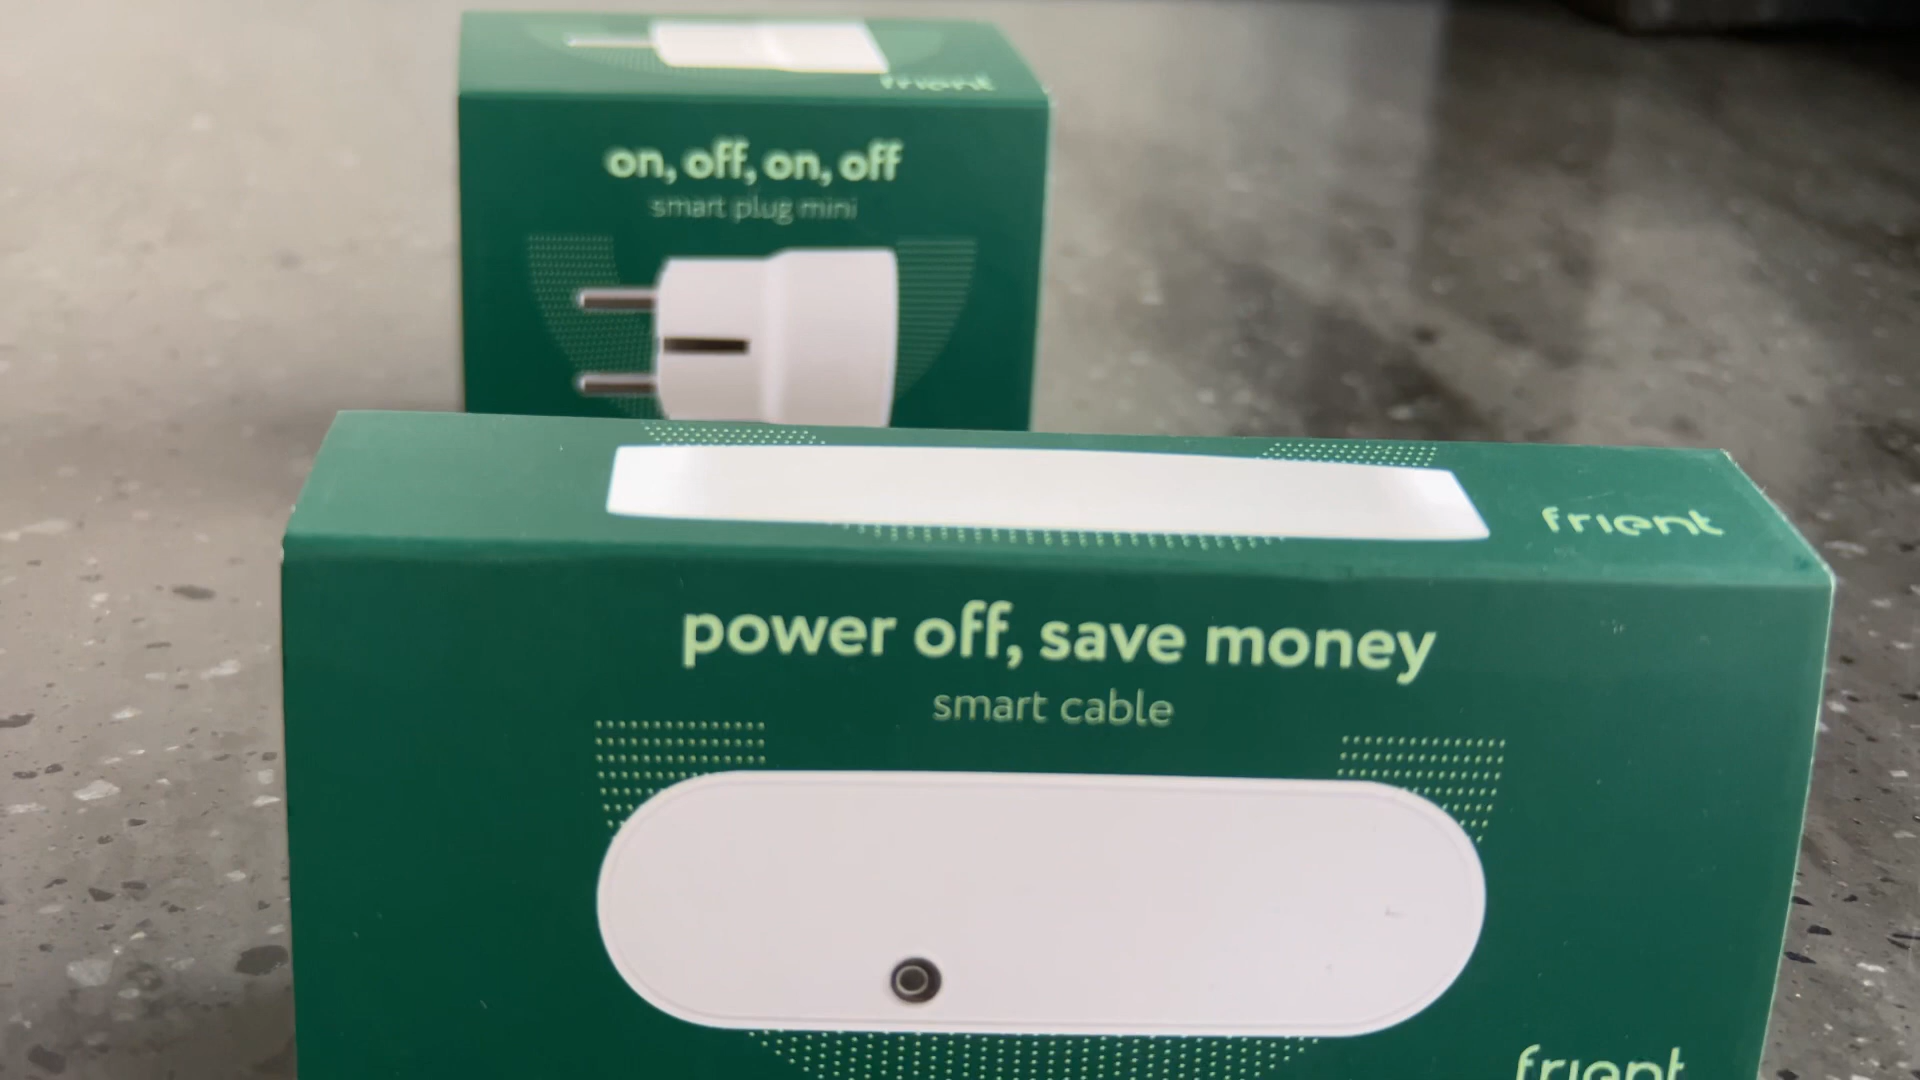 frient
on, off, on, off
smart plug mini
frient
power off, save money
smart cable
frient